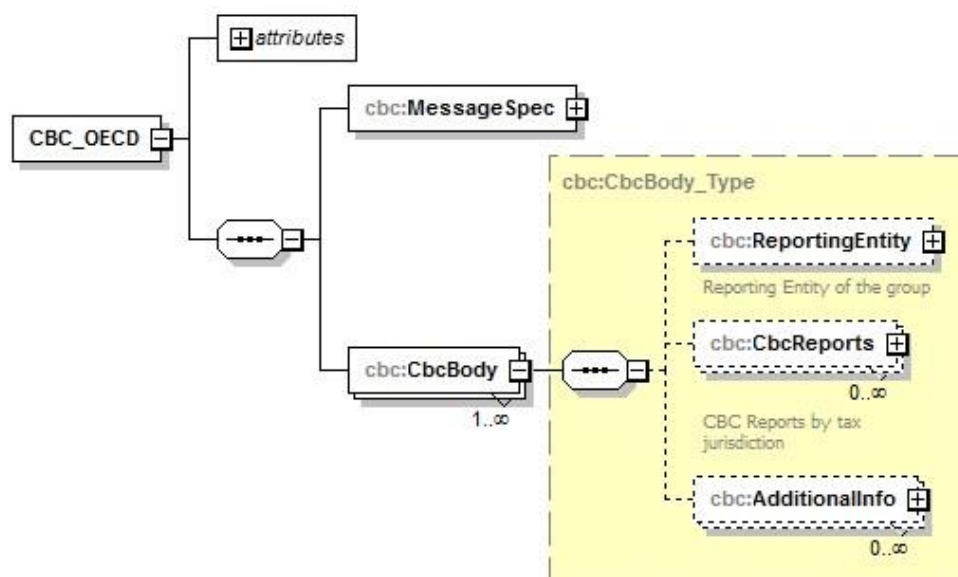 attributes
cbc:MessageSpec
CBC_OECD
cbc:CbcBody_Type
cbc:ReportingEntity
Reporting Entity of the group
cbc:CbcReports
0..∞
cbc:CbcBody
1..∞
CBC Reports by tax
jurisdiction
cbc:AdditionalInfo
0..∞